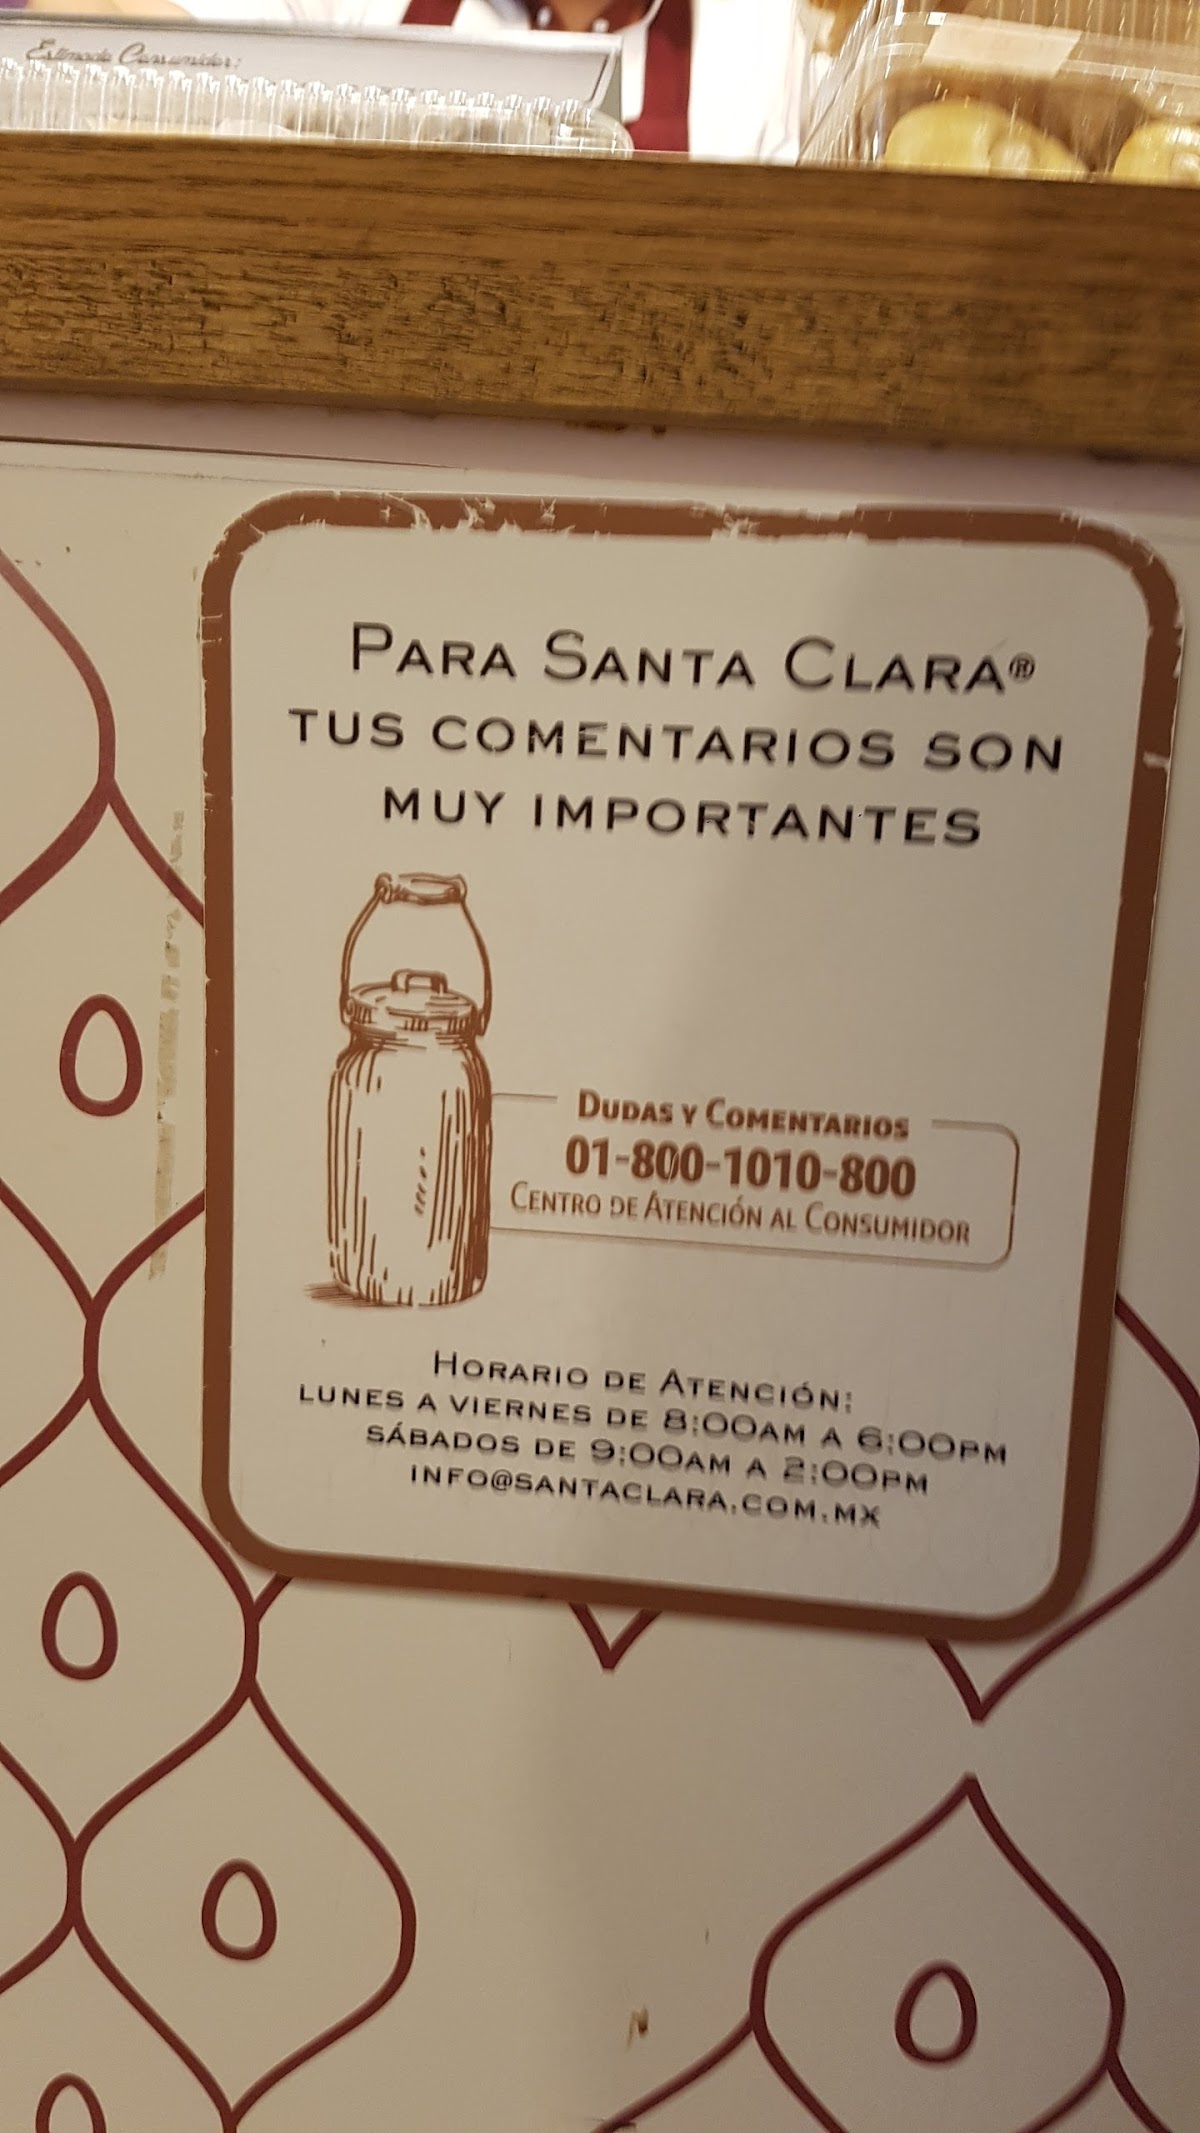 Estimado Consumidor:
PARA SANTA CLARA®
TUS COMENTARIOS SON
MUY IMPORTANTES
DUDAS Y COMENTARIOS
01-800-1010-800
CENTRO DE ATENCIÓN AL CONSUMIDOR
HORARIO DE ATENCIÓN:
LUNES A VIERNES DE 8:00AM A 6:00PM
SÁBADOS DE 9:00AM A 2:00PM
INFO@SANTACLARA.COM.MX